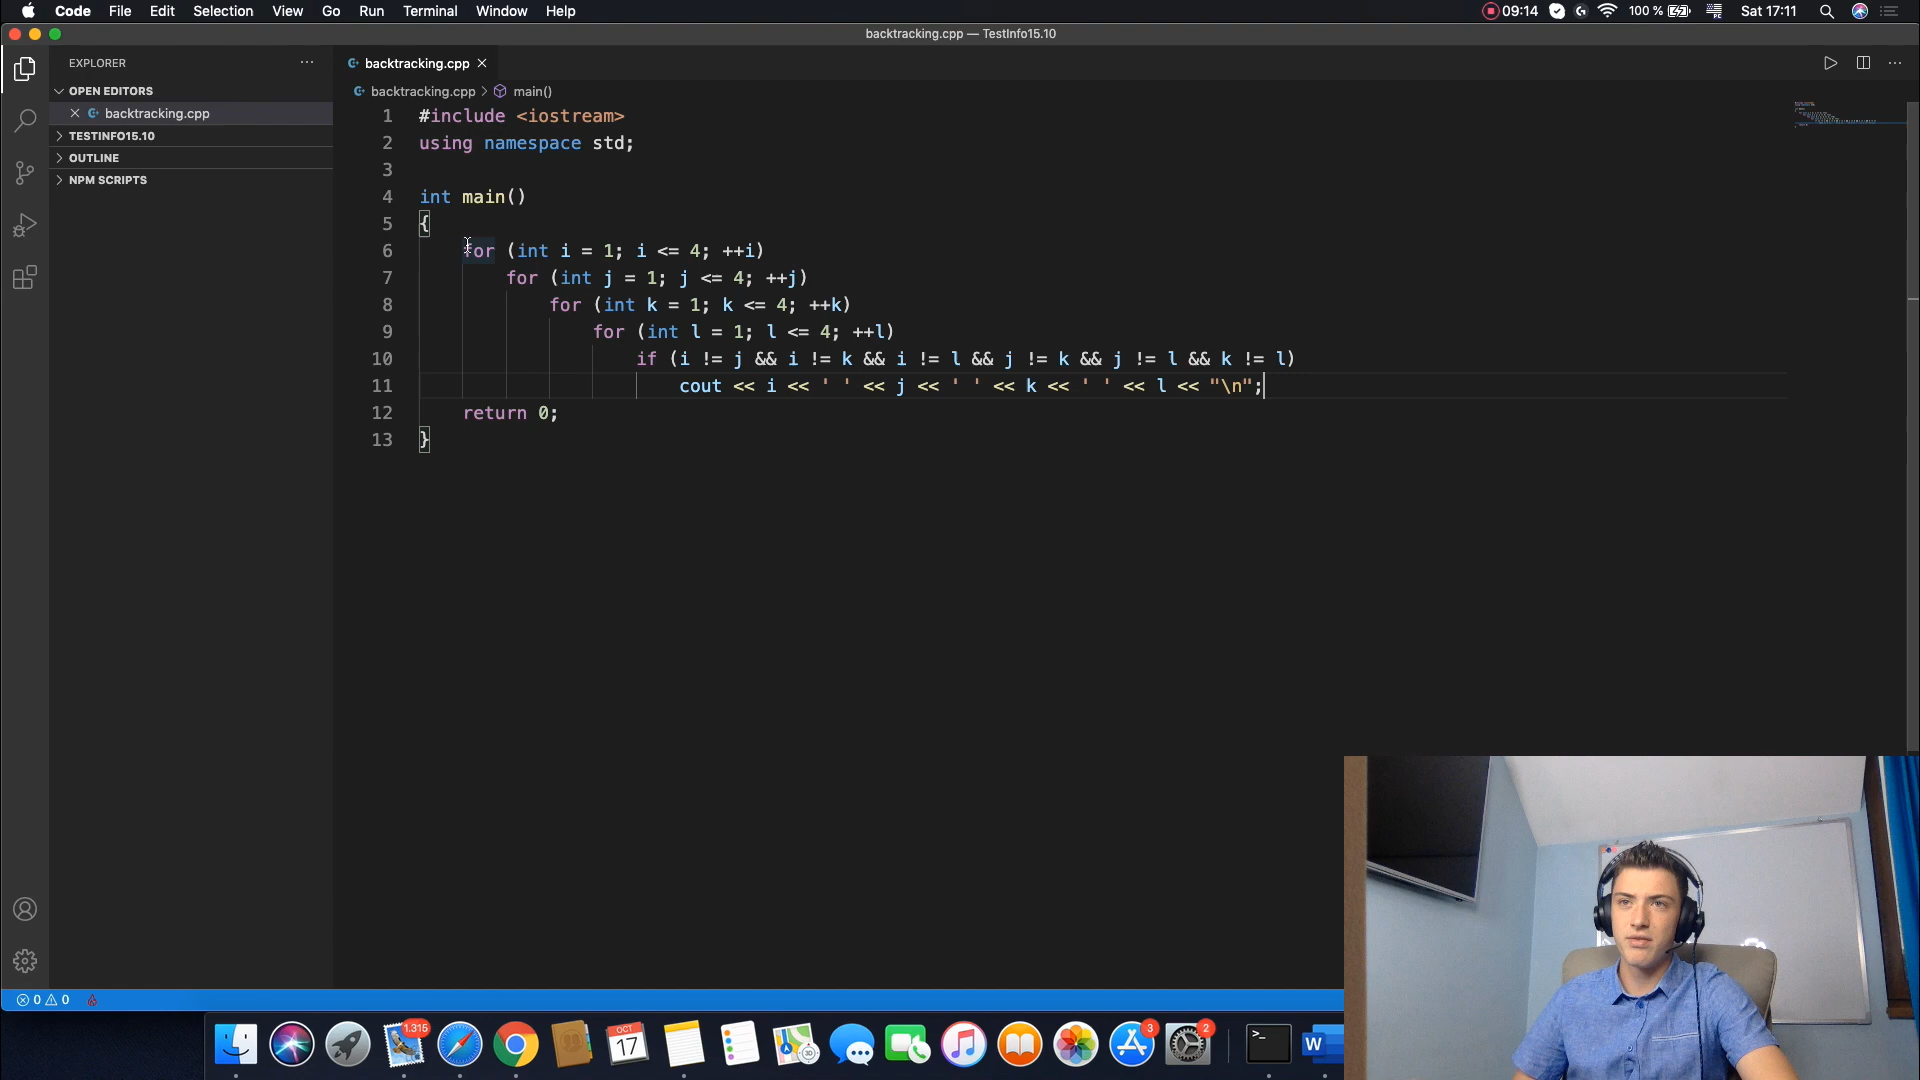 Code File Edit Selection View Go Run Terminal Window Help 09:14 100 % Sat 17:11
backtracking.cpp — TestInfo15.10
EXPLORER ···
OPEN EDITORS
backtracking.cpp
TESTINFO15.10
OUTLINE
NPM SCRIPTS
backtracking.cpp
backtracking.cpp > main()
1 #include <iostream>
2 using namespace std;
3
4 int main()
5 {
6 for (int i = 1; i <= 4; ++i)
7 for (int j = 1; j <= 4; ++j)
8 for (int k = 1; k <= 4; ++k)
9 for (int l = 1; l <= 4; ++l)
10 if (i != j && i != k && i != l && j != k && j != l && k != l)
11 cout << i << ' ' << j << ' ' << k << ' ' << l << "\n";
12 return 0;
13 }
0 0
1.315 OCT 17 3D 3 2 >_ W